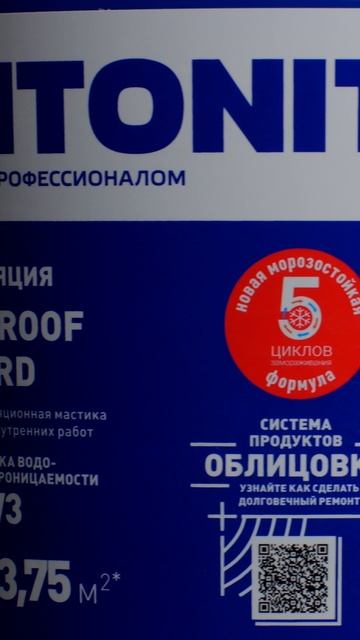 ITONIT
РОФЕССИОНАЛОМ
ЯЦИЯ
ROOF
RD
ционная мастика
утренних работ
КА ВОДО-
РОНИЦАЕМОСТИ
73
3,75 м²*
новая морозостойкая
5
ЦИКЛОВ
замораживания
формула
СИСТЕМА
ПРОДУКТОВ
ОБЛИЦОВК
УЗНАЙТЕ КАК СДЕЛАТЬ
ДОЛГОВЕЧНЫЙ РЕМОНТ